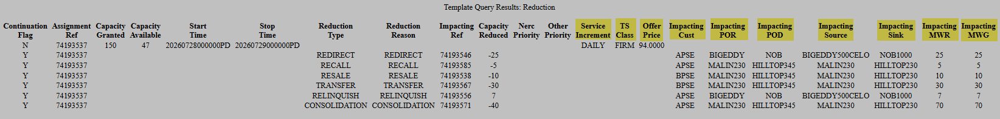 Template Query Results: Reduction
Continuation Flag Assignment Ref Capacity Granted Capacity Available Start Time Stop Time Reduction Type Reduction Reason Impacting Ref Capacity Reduced Nerc Priority Other Priority Service Increment TS Class Offer Price Impacting Cust Impacting POR Impacting POD Impacting Source Impacting Sink Impacting MWR Impacting MWG
N 74193537 150 47 20260728000000PD 20260729000000PD DAILY FIRM 94.0000
Y 74193537 REDIRECT REDIRECT 74193546 -25 APSE BIGEDDY NOB BIGEDDY500CELO NOB1000 25 25
Y 74193537 RECALL RECALL 74193585 -5 APSE MALIN230 HILLTOP345 MALIN230 HILLTOP230 5 5
Y 74193537 RESALE RESALE 74193538 -10 BPSE MALIN230 HILLTOP345 MALIN230 HILLTOP230 10 10
Y 74193537 TRANSFER TRANSFER 74193567 -30 BPSE MALIN230 HILLTOP345 MALIN230 HILLTOP230 30 30
Y 74193537 RELINQUISH RELINQUISH 74193556 7 APSE BIGEDDY NOB BIGEDDY500CELO NOB1000 7 7
Y 74193537 CONSOLIDATION CONSOLIDATION 74193571 -40 APSE MALIN230 HILLTOP345 MALIN230 HILLTOP230 70 70